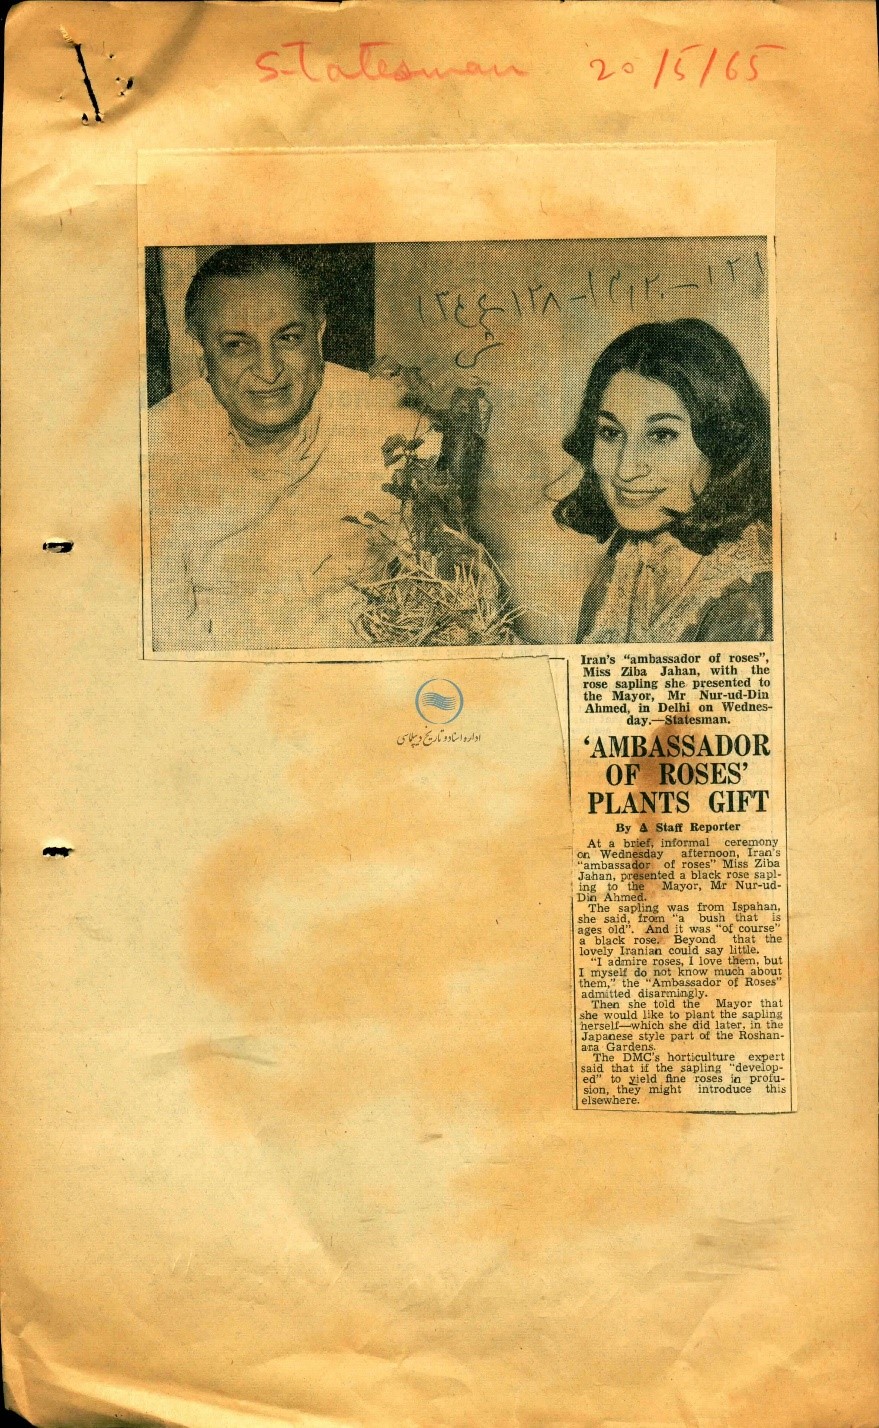 Statesman 20/5/65
۱۳۴۴
Iran's "ambassador of roses",
Miss Ziba Jahan, with the
rose sapling she presented to
the Mayor, Mr Nur-ud-Din
Ahmed, in Delhi on Wednes-
day.—Statesman.
'AMBASSADOR
OF ROSES'
PLANTS GIFT
By A Staff Reporter
At a brief, informal ceremony
on Wednesday afternoon, Iran's
"ambassador of roses" Miss Ziba
Jahan, presented a black rose sapl-
ing to the Mayor, Mr Nur-ud-
Din Ahmed.
The sapling was from Ispahan,
she said, from "a bush that is
ages old". And it was "of course"
a black rose. Beyond that the
lovely Iranian could say little.
"I admire roses, I love them, but
I myself do not know much about
them," the "Ambassador of Roses"
admitted disarmingly.
Then she told the Mayor that
she would like to plant the sapling
herself—which she did later, in the
Japanese style part of the Roshan-
ara Gardens.
The DMC's horticulture expert
said that if the sapling "develop-
ed" to yield fine roses in profu-
sion, they might introduce this
elsewhere.
اداره اسناد و تاریخ دیپلماسی